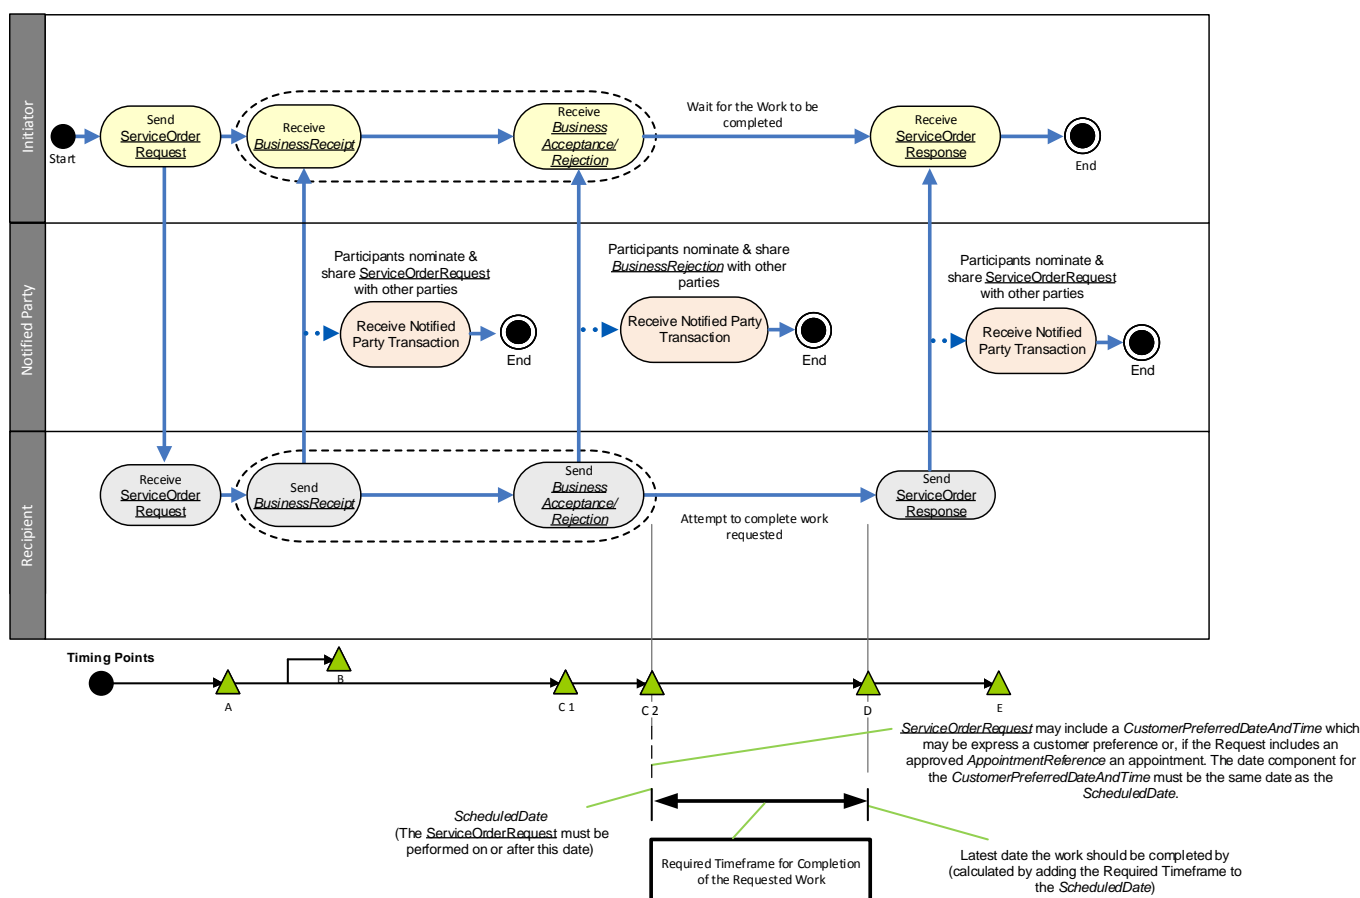 Initiator
Start
Send
ServiceOrder
Request
Receive
BusinessReceipt
Receive
Business
Acceptance/
Rejection
Wait for the Work to be
completed
Receive
ServiceOrder
Response
End
Notified Party
Participants nominate &
share ServiceOrderRequest
with other parties
Receive Notified
Party Transaction
End
Participants nominate & share
BusinessRejection with other
parties
Receive Notified Party
Transaction
End
Participants nominate &
share ServiceOrderRequest
with other parties
Receive Notified
Party Transaction
End
Recipient
Receive
ServiceOrder
Request
Send
BusinessReceipt
Send
Business
Acceptance/
Rejection
Attempt to complete work
requested
Send
ServiceOrder
Response
Timing Points
A
B
C 1
C 2
D
E
ServiceOrderRequest may include a CustomerPreferredDateAndTime which
may be express a customer preference or, if the Request includes an
approved AppointmentReference an appointment. The date component for
the CustomerPreferredDateAndTime must be the same date as the
ScheduledDate.
ScheduledDate
(The ServiceOrderRequest must be
performed on or after this date)
Required Timeframe for Completion
of the Requested Work
Latest date the work should be completed by
(calculated by adding the Required Timeframe to
the ScheduledDate)